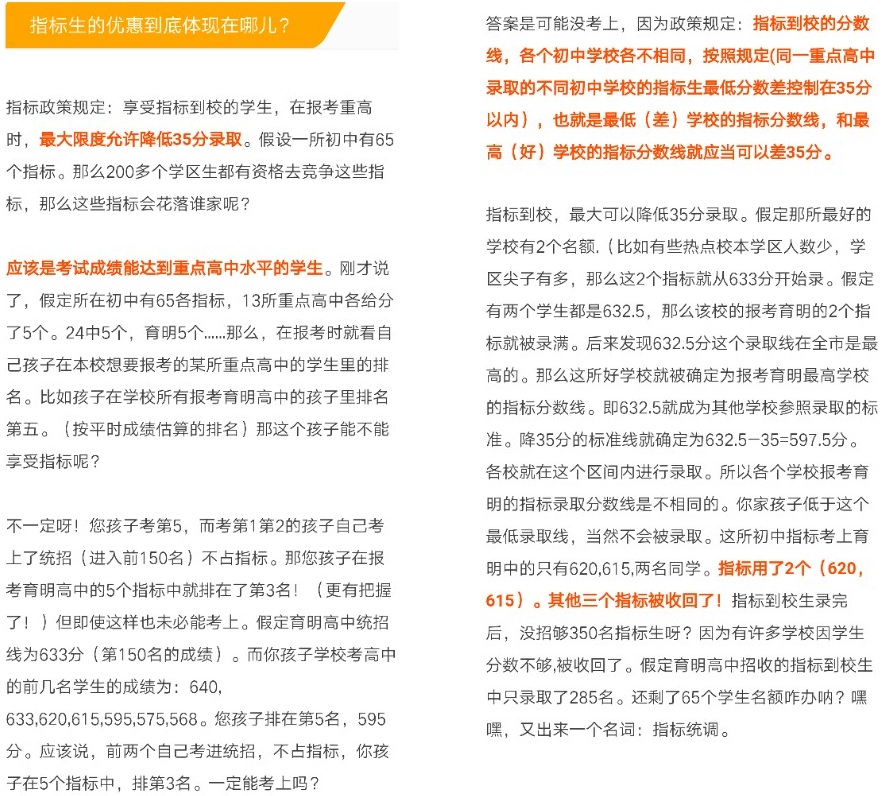 指标生的优惠到底体现在哪儿？
指标政策规定：享受指标到校的学生，在报考重高
时，最大限度允许降低35分录取。假设一所初中有65
个指标。那么200多个学区生都有资格去竞争这些指
标，那么这些指标会花落谁家呢？
应该是考试成绩能达到重点高中水平的学生。刚才说
了，假定所在初中有65各指标，13所重点高中各给分
了5个。24中5个，育明5个......那么，在报考时就看自
己孩子在本校想要报考的某所重点高中的学生里的排
名。比如孩子在学校所有报考育明高中的孩子里排名
第五。（按平时成绩估算的排名）那这个孩子能不能
享受指标呢？
不一定呀！您孩子考第5，而考第1第2的孩子自己考
上了统招（进入前150名）不占指标。那您孩子在报
考育明高中的5个指标中就排在了第3名！（更有把握
了！）但即使这样也未必能考上。假定育明高中统招
线为633分（第150名的成绩）。而你孩子学校考高中
的前几名学生的成绩为：640,
633,620,615,595,575,568。您孩子排在第5名，595
分。应该说，前两个自己考进统招，不占指标，你孩
子在5个指标中，排第3名。一定能考上吗？
答案是可能没考上，因为政策规定：指标到校的分数
线，各个初中学校各不相同，按照规定(同一重点高中
录取的不同初中学校的指标生最低分数差控制在35分
以内），也就是最低（差）学校的指标分数线，和最
高（好）学校的指标分数线就应当可以差35分。
指标到校，最大可以降低35分录取。假定那所最好的
学校有2个名额.（比如有些热点校本学区人数少，学
区尖子有多，那么这2个指标就从633分开始录。假定
有两个学生都是632.5，那么该校的报考育明的2个指
标就被录满。后来发现632.5分这个录取线在全市是最
高的。那么这所好学校就被确定为报考育明最高学校
的指标分数线。即632.5就成为其他学校参照录取的标
准。降35分的标准线就确定为632.5—35=597.5分。
各校就在这个区间内进行录取。所以各个学校报考育
明的指标录取分数线是不相同的。你家孩子低于这个
最低录取线，当然不会被录取。这所初中指标考上育
明中的只有620,615,两名同学。指标用了2个（620，
615）。其他三个指标被收回了！指标到校生录完
后，没招够350名指标生呀？因为有许多学校因学生
分数不够,被收回了。假定育明高中招收的指标到校生
中只录取了285名。还剩了65个学生名额咋办呐？嘿
嘿，又出来一个名词：指标统调。